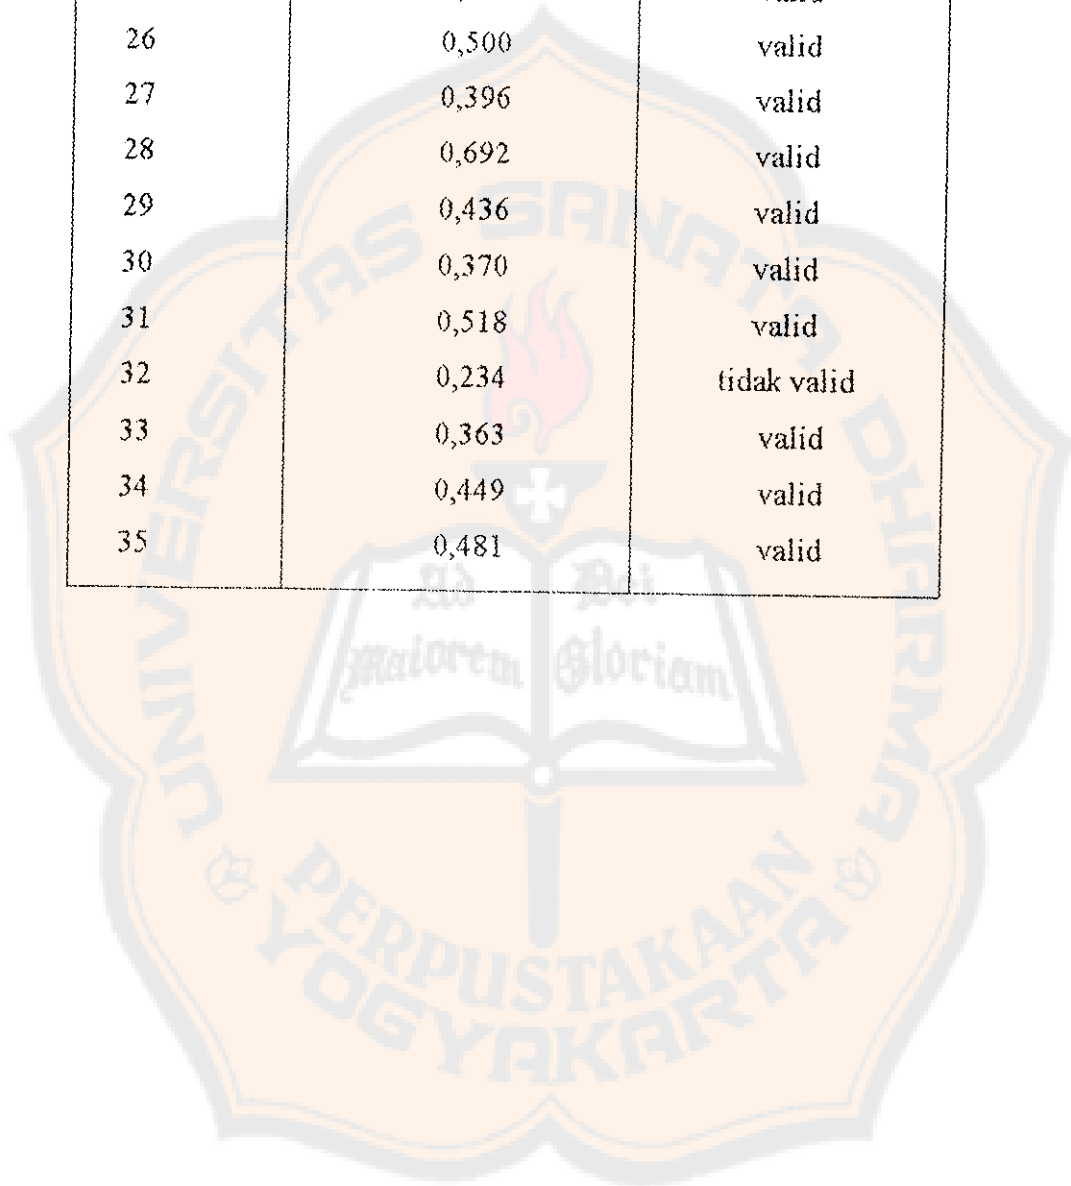 26 0,500 valid
27 0,396 valid
28 0,692 valid
29 0,436 valid
30 0,370 valid
31 0,518 valid
32 0,234 tidak valid
33 0,363 valid
34 0,449 valid
35 0,481 valid
UNIVERSITAS SANATA DHARMA
Ad Dei
maiorem Gloriam
PERPUSTAKAAN
YOGYAKARTA